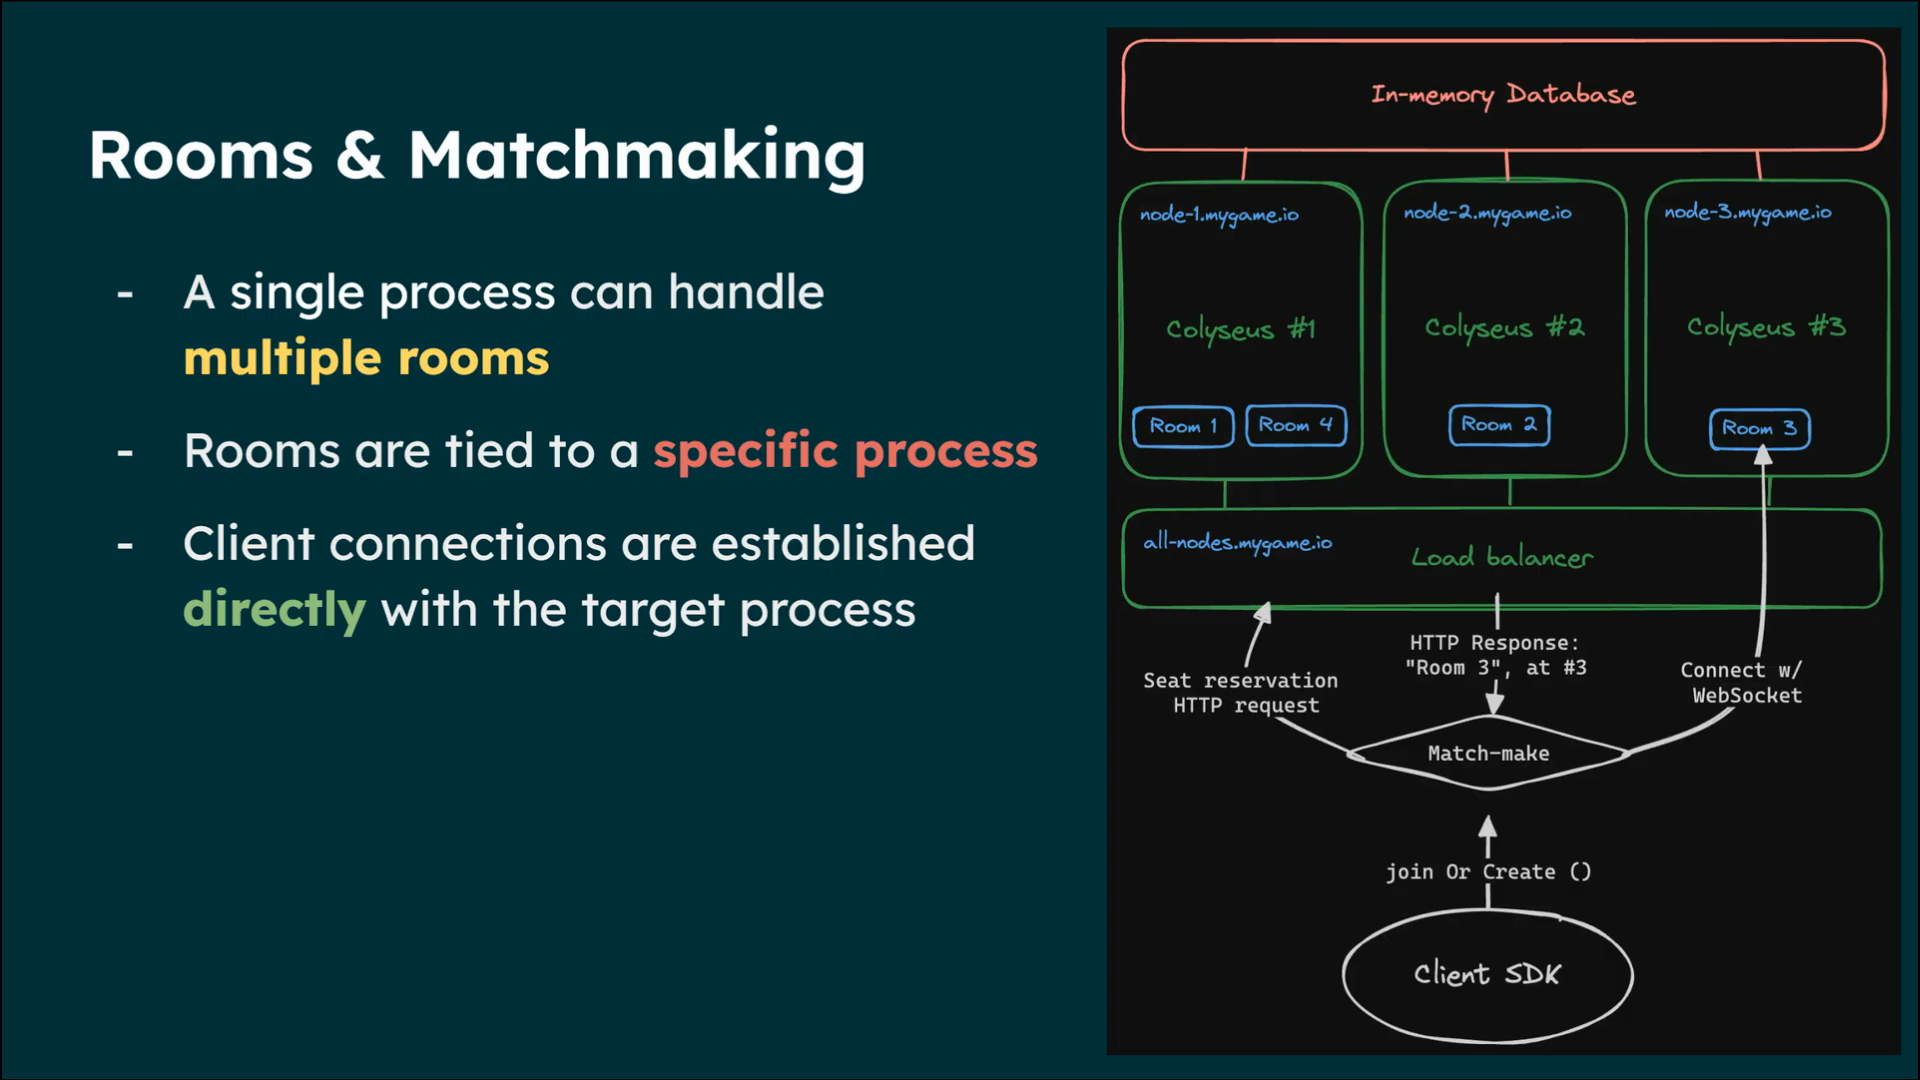 Rooms & Matchmaking
- A single process can handle
multiple rooms
- Rooms are tied to a specific process
- Client connections are established
directly with the target process
In-memory Database
node-1.mygame.io
node-2.mygame.io
node-3.mygame.io
Colyseus #1
Colyseus #2
Colyseus #3
Room 1
Room 4
Room 2
Room 3
all-nodes.mygame.io
Load balancer
HTTP Response:
"Room 3", at #3
Seat reservation
HTTP request
Connect w/
WebSocket
Match-make
join Or Create ()
Client SDK